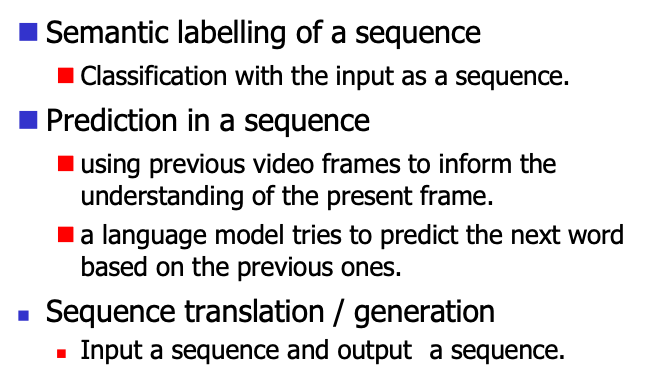 Semantic labelling of a sequence
Classification with the input as a sequence.
Prediction in a sequence
using previous video frames to inform the
understanding of the present frame.
a language model tries to predict the next word
based on the previous ones.
Sequence translation / generation
Input a sequence and output  a sequence.